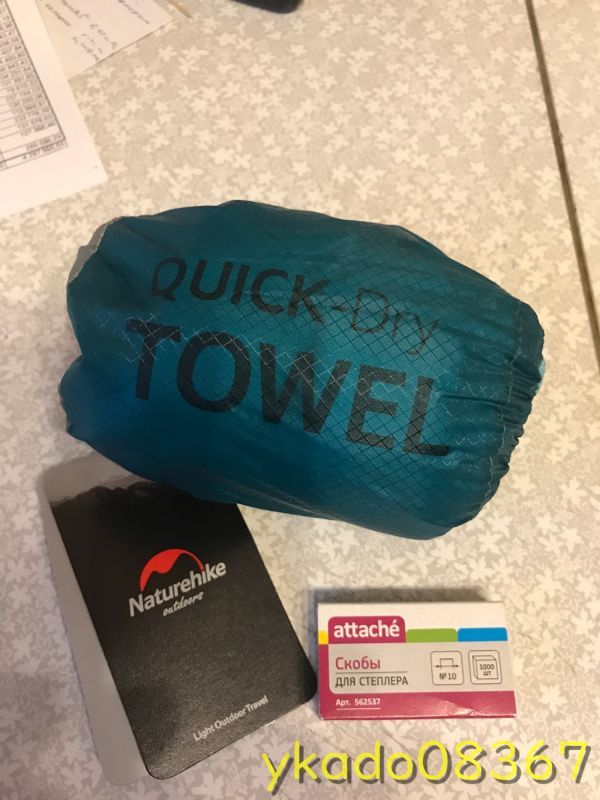 QUICK-Dry
TOWEL
Naturehike
outdoors
Light Outdoor Travel
attaché
Скобы
ДЛЯ СТЕПЛЕРА
№10
1000
шт
Арт. 562537
ykado08367